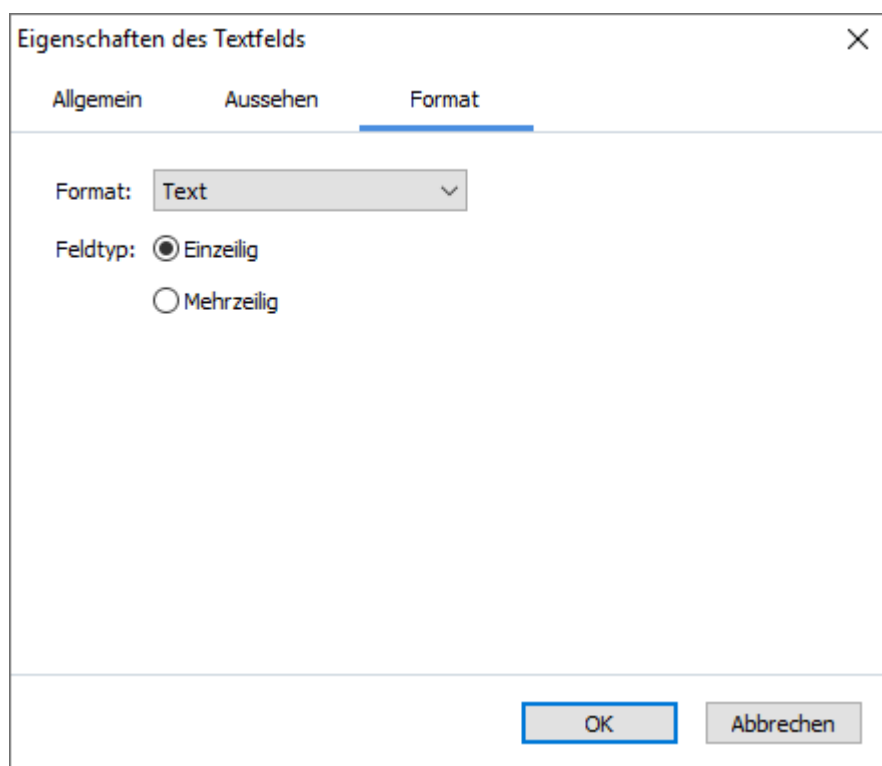 Eigenschaften des Textfelds
Allgemein Aussehen Format
Format: Text
Feldtyp: Einzeilig
Mehrzeilig
OK Abbrechen